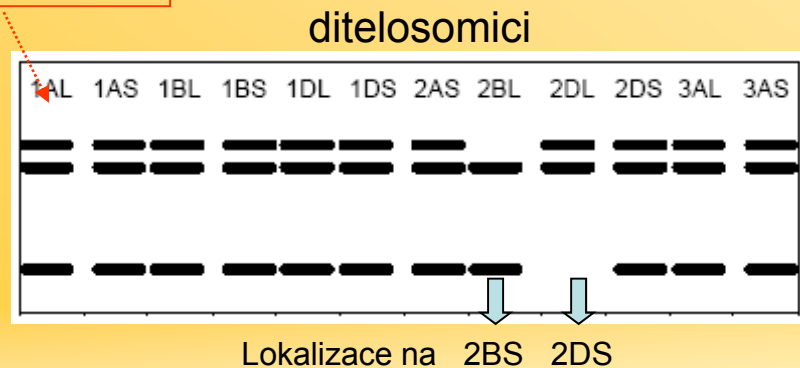 ditelosomici
1AL 1AS 1BL 1BS 1DL 1DS 2AS 2BL 2DL 2DS 3AL 3AS
Lokalizace na 2BS 2DS